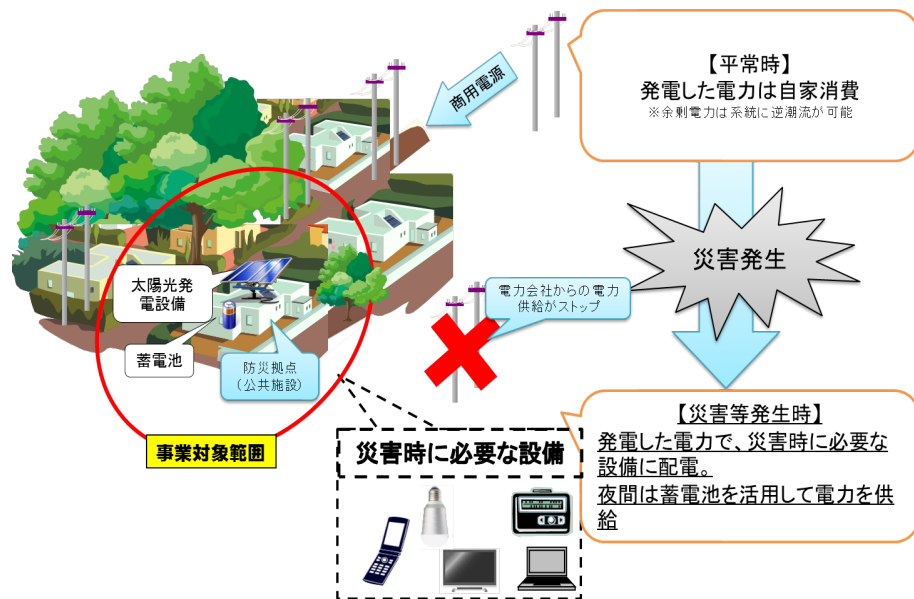 商用電源
【平常時】
発電した電力は自家消費
※余剰電力は系統に逆潮流が可能
災害発生
太陽光発
電設備
蓄電池
防災拠点
(公共施設)
事業対象範囲
電力会社からの電力
供給がストップ
災害時に必要な設備
【災害等発生時】
発電した電力で、災害時に必要な
設備に配電。
夜間は蓄電池を活用して電力を供
給